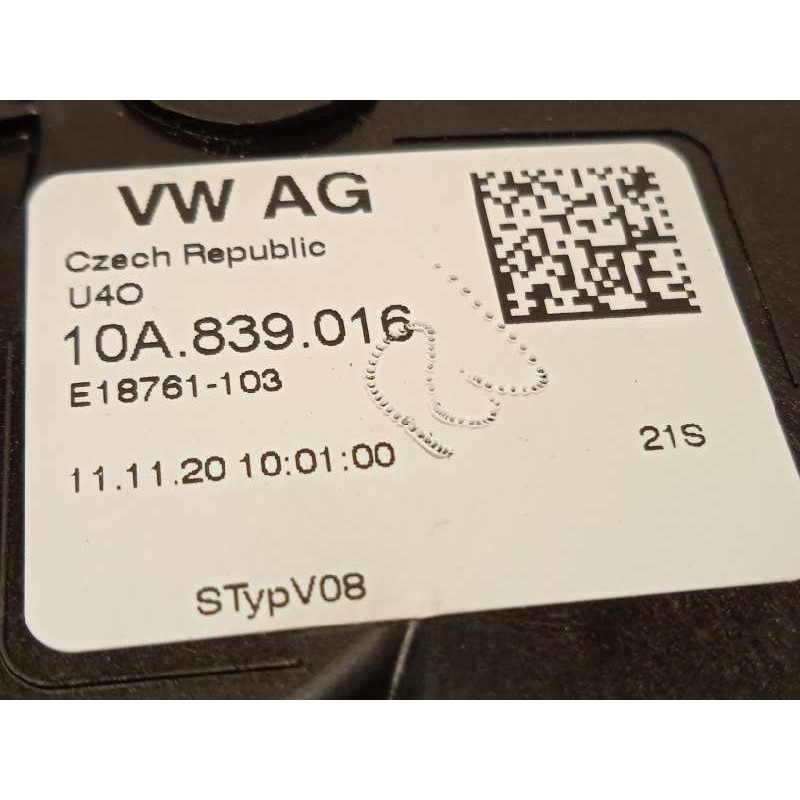 VW AG
Czech Republic
U4O
10A.839.016
E18761-103
11.11.20 10:01:00
21S
STypV08